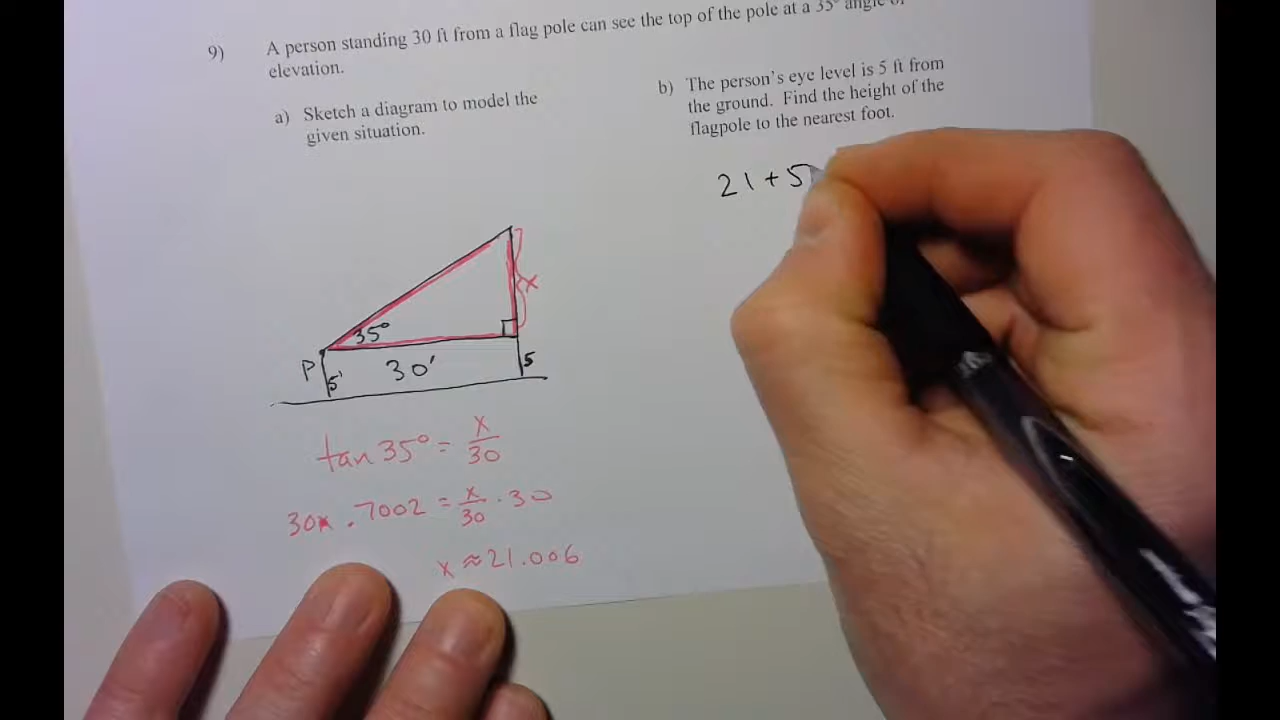 9) A person standing 30 ft from a flag pole can see the top of the pole at a 35° angle of
elevation.
a) Sketch a diagram to model the
given situation.
b) The person's eye level is 5 ft from
the ground. Find the height of the
flagpole to the nearest foot.
21+5
x
35°
P
5'
30'
5
tan 35° = x/30
30x .7002 = x/30 · 30
x ≈ 21.006